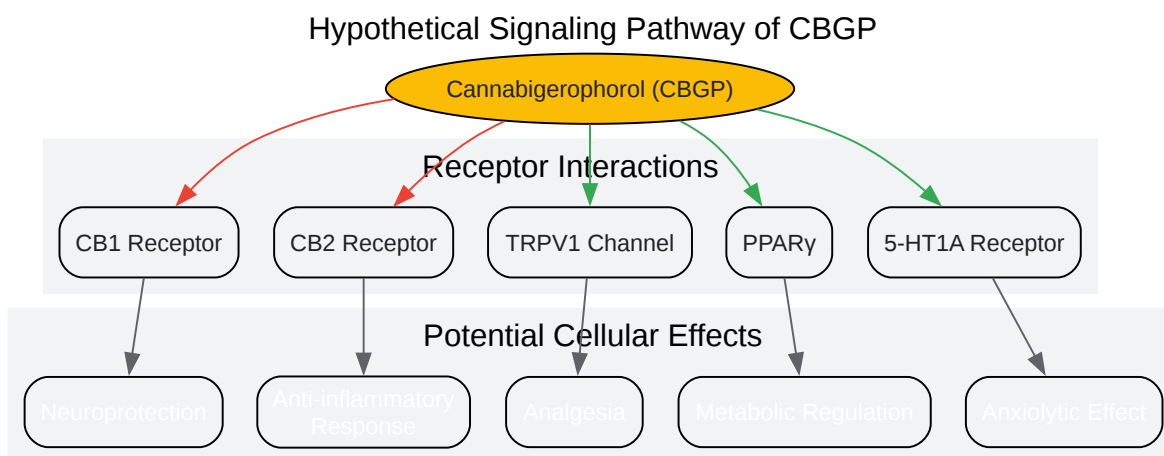 Hypothetical Signaling Pathway of CBGP
Cannabigerophorol (CBGP)
Receptor Interactions
CB1 Receptor
CB2 Receptor
TRPV1 Channel
PPARγ
5-HT1A Receptor
Potential Cellular Effects
Neuroprotection
Anti-inflammatory
Response
Analgesia
Metabolic Regulation
Anxiolytic Effect